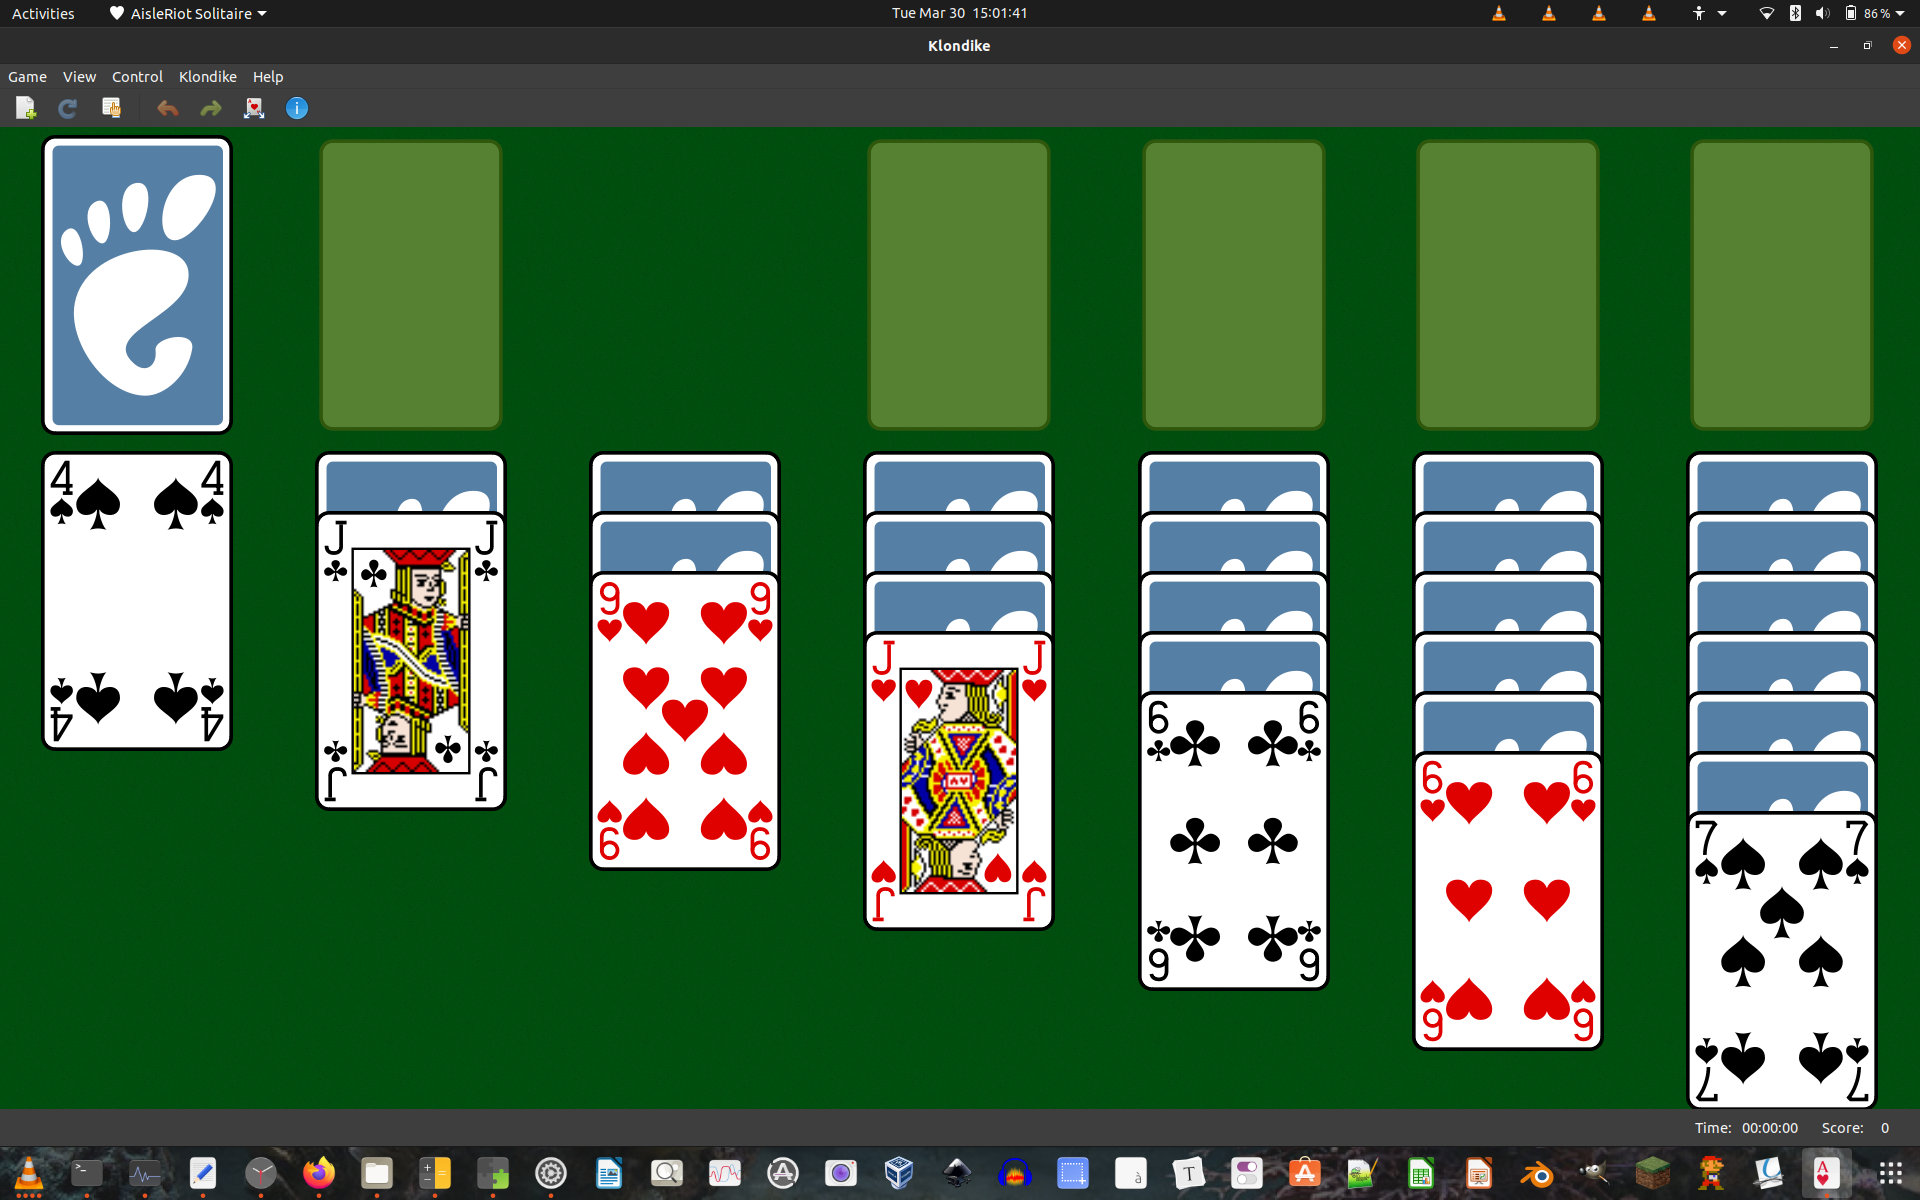 Activities AisleRiot Solitaire Tue Mar 30 15:01:41 86%
Klondike
Game View Control Klondike Help
4 4
J J
9 9
J J
6 6
6 6
7 7
4 4
J J
9 9
J J
6 6
6 6
7 7
Time: 00:00:00 Score: 0